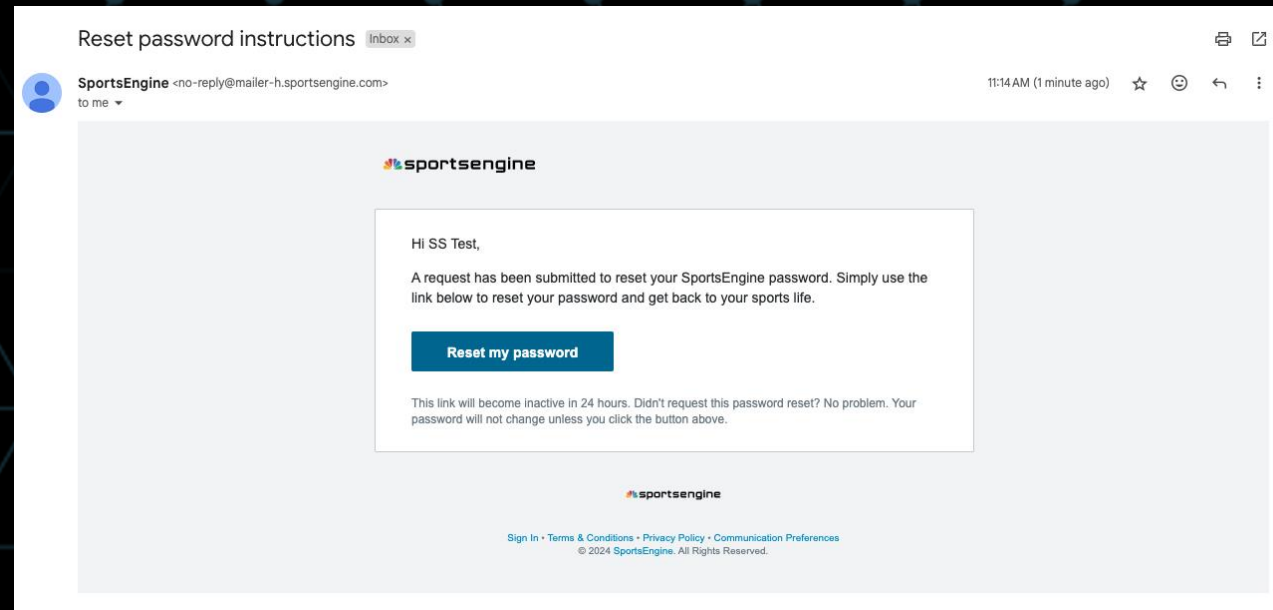 Reset password instructions Inbox ×
SportsEngine <no-reply@mailer-h.sportsengine.com> 11:14 AM (1 minute ago)
to me
sportsengine
Hi SS Test,
A request has been submitted to reset your SportsEngine password. Simply use the
link below to reset your password and get back to your sports life.
Reset my password
This link will become inactive in 24 hours. Didn't request this password reset? No problem. Your
password will not change unless you click the button above.
sportsengine
Sign In • Terms & Conditions • Privacy Policy • Communication Preferences
© 2024 SportsEngine. All Rights Reserved.